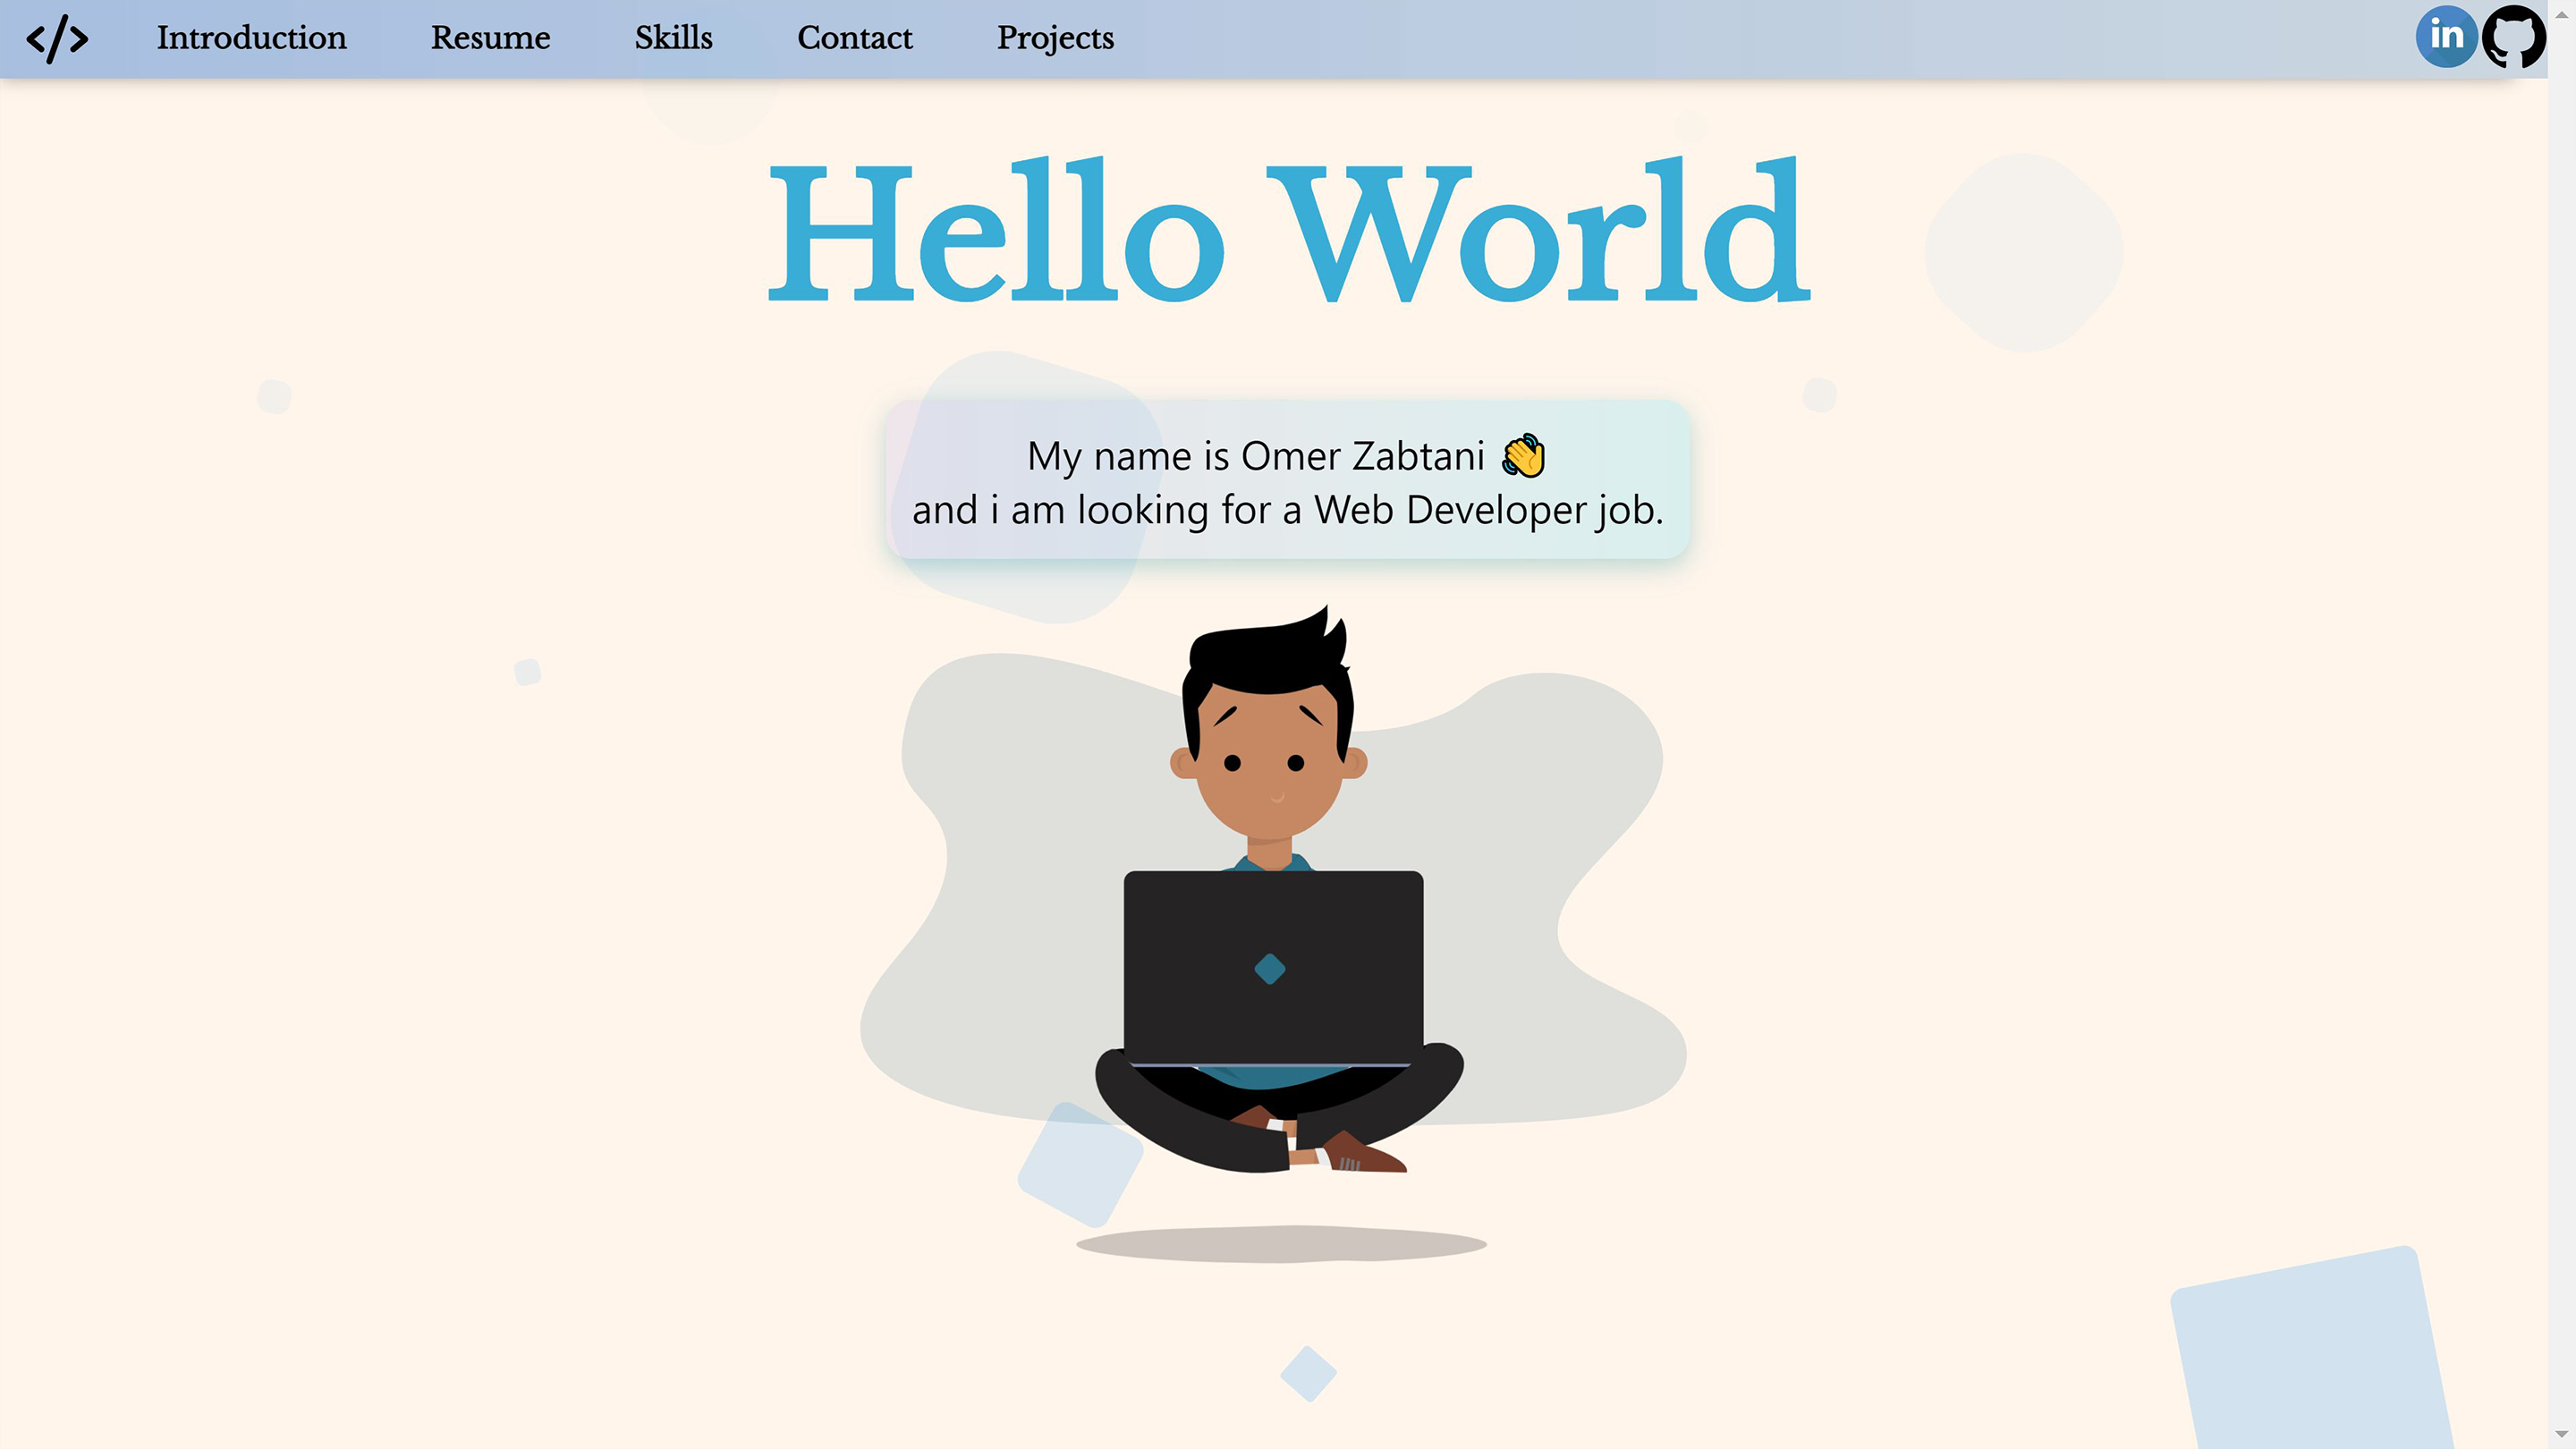 </>
Introduction Resume Skills Contact Projects
in
Hello World
My name is Omer Zabtani 👋
and i am looking for a Web Developer job.